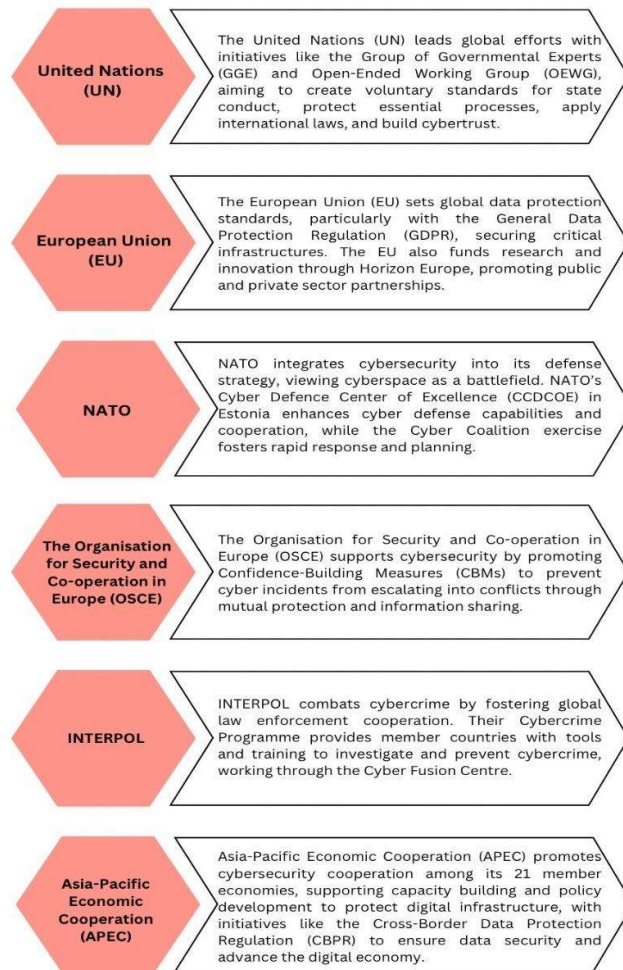 United Nations
(UN)
The United Nations (UN) leads global efforts with
initiatives like the Group of Governmental Experts
(GGE) and Open-Ended Working Group (OEWG),
aiming to create voluntary standards for state
conduct, protect essential processes, apply
international laws, and build cybertrust.
European Union
(EU)
The European Union (EU) sets global data protection
standards, particularly with the General Data
Protection Regulation (GDPR), securing critical
infrastructures. The EU also funds research and
innovation through Horizon Europe, promoting public
and private sector partnerships.
NATO
NATO integrates cybersecurity into its defense
strategy, viewing cyberspace as a battlefield. NATO's
Cyber Defence Center of Excellence (CCDCOE) in
Estonia enhances cyber defense capabilities and
cooperation, while the Cyber Coalition exercise
fosters rapid response and planning.
The Organisation
for Security and
Co-operation in
Europe (OSCE)
The Organisation for Security and Co-operation in
Europe (OSCE) supports cybersecurity by promoting
Confidence-Building Measures (CBMs) to prevent
cyber incidents from escalating into conflicts through
mutual protection and information sharing.
INTERPOL
INTERPOL combats cybercrime by fostering global
law enforcement cooperation. Their Cybercrime
Programme provides member countries with tools
and training to investigate and prevent cybercrime,
working through the Cyber Fusion Centre.
Asia-Pacific
Economic
Cooperation
(APEC)
Asia-Pacific Economic Cooperation (APEC) promotes
cybersecurity cooperation among its 21 member
economies, supporting capacity building and policy
development to protect digital infrastructure, with
initiatives like the Cross-Border Data Protection
Regulation (CBPR) to ensure data security and
advance the digital economy.